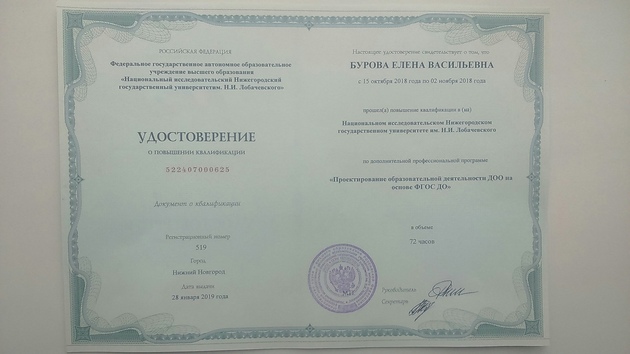 РОССИЙСКАЯ ФЕДЕРАЦИЯ
Федеральное государственное автономное образовательное
учреждение высшего образования
«Национальный исследовательский Нижегородский
государственный университетим. Н.И. Лобачевского»
УДОСТОВЕРЕНИЕ
О ПОВЫШЕНИИ КВАЛИФИКАЦИИ
522407000625
Документ о квалификации
Регистрационный номер
519
Город
Нижний Новгород
Дата выдачи
28 января 2019 года
Настоящее удостоверение свидетельствует о том, что
БУРОВА ЕЛЕНА ВАСИЛЬЕВНА
с 15 октября 2018 года по 02 ноября 2018 года
прошел(а) повышение квалификации в (на)
Национальном исследовательском Нижегородском
государственном университете им. Н.И. Лобачевского
по дополнительной профессиональной программе
«Проектирование образовательной деятельности ДОО на
основе ФГОС ДО»
в объеме
72 часов
М.П.
Руководитель
Секретарь